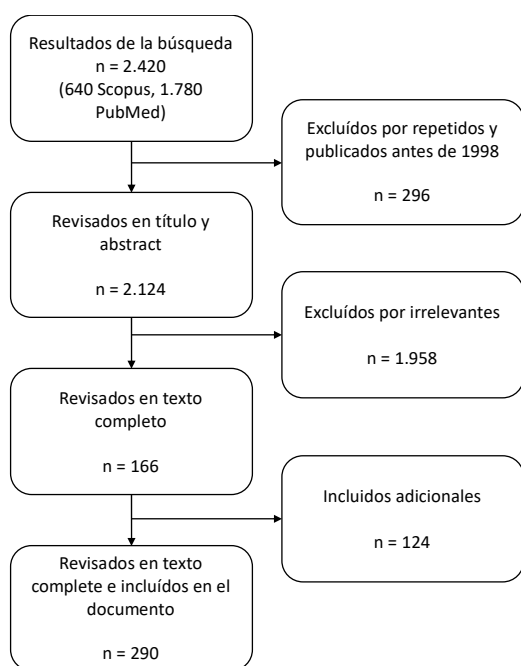 Resultados de la búsqueda
n = 2.420
(640 Scopus, 1.780
PubMed)
Excluídos por repetidos y
publicados antes de 1998
n = 296
Revisados en título y
abstract
n = 2.124
Excluídos por irrelevantes
n = 1.958
Revisados en texto
completo
n = 166
Incluidos adicionales
n = 124
Revisados en texto
complete e incluídos en el
documento
n = 290